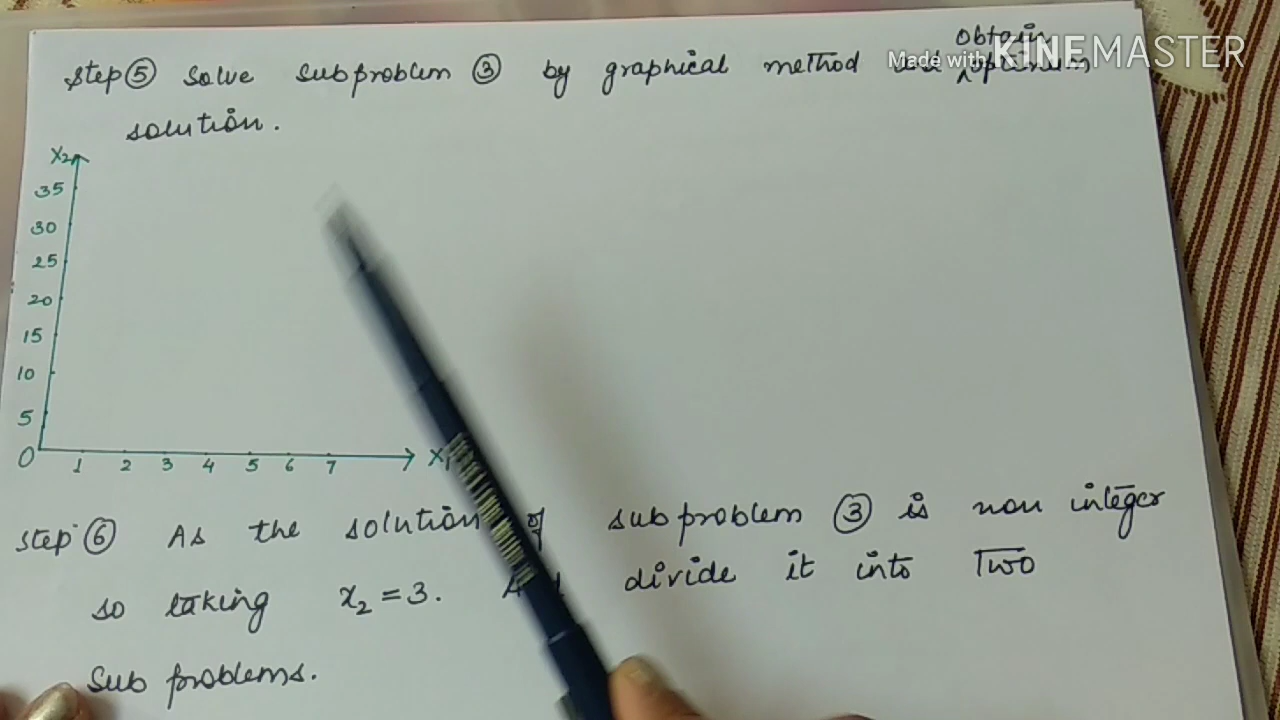 Made with KINEMASTER
obtain
Step ⑤ Solve subproblem ③ by graphical method optimum
solution.
X₂
35
30
25
20
15
10
5
0
1 2 3 4 5 6 7 X₁
Step ⑥ As the solution of subproblem ③ is non integer
so taking x₂ = 3. divide it into Two
Sub problems.